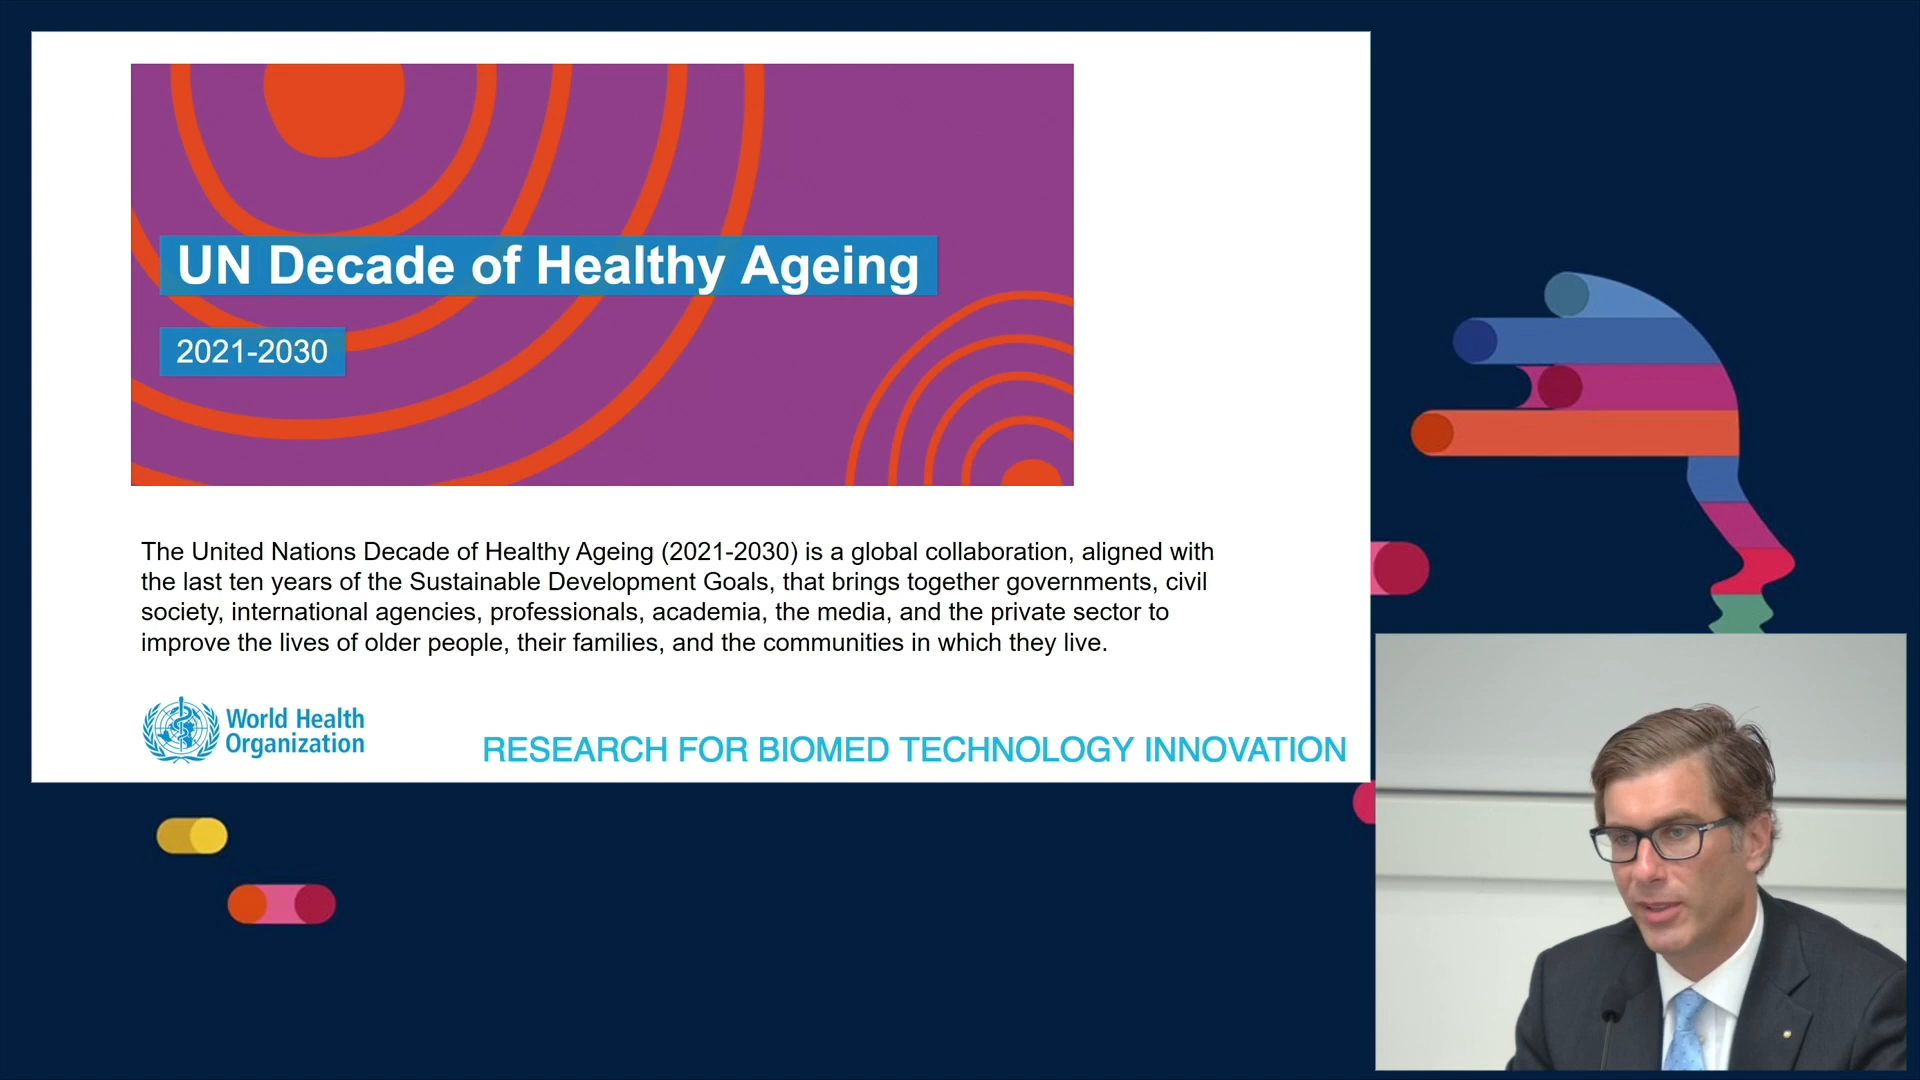 UN Decade of Healthy Ageing
2021-2030
The United Nations Decade of Healthy Ageing (2021-2030) is a global collaboration, aligned with
the last ten years of the Sustainable Development Goals, that brings together governments, civil
society, international agencies, professionals, academia, the media, and the private sector to
improve the lives of older people, their families, and the communities in which they live.
World Health
Organization
RESEARCH FOR BIOMED TECHNOLOGY INNOVATION